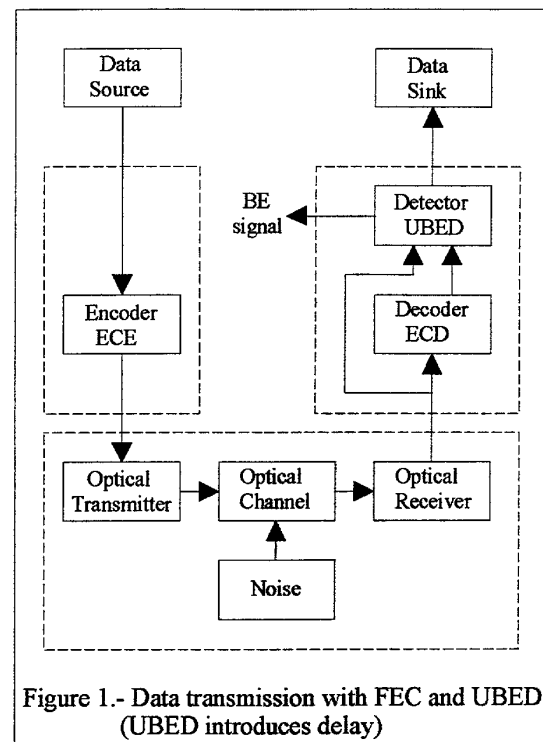 Data
Source
Data
Sink
BE
signal
Detector
UBED
Encoder
ECE
Decoder
ECD
Optical
Transmitter
Optical
Channel
Optical
Receiver
Noise
Figure 1.- Data transmission with FEC and UBED
(UBED introduces delay)